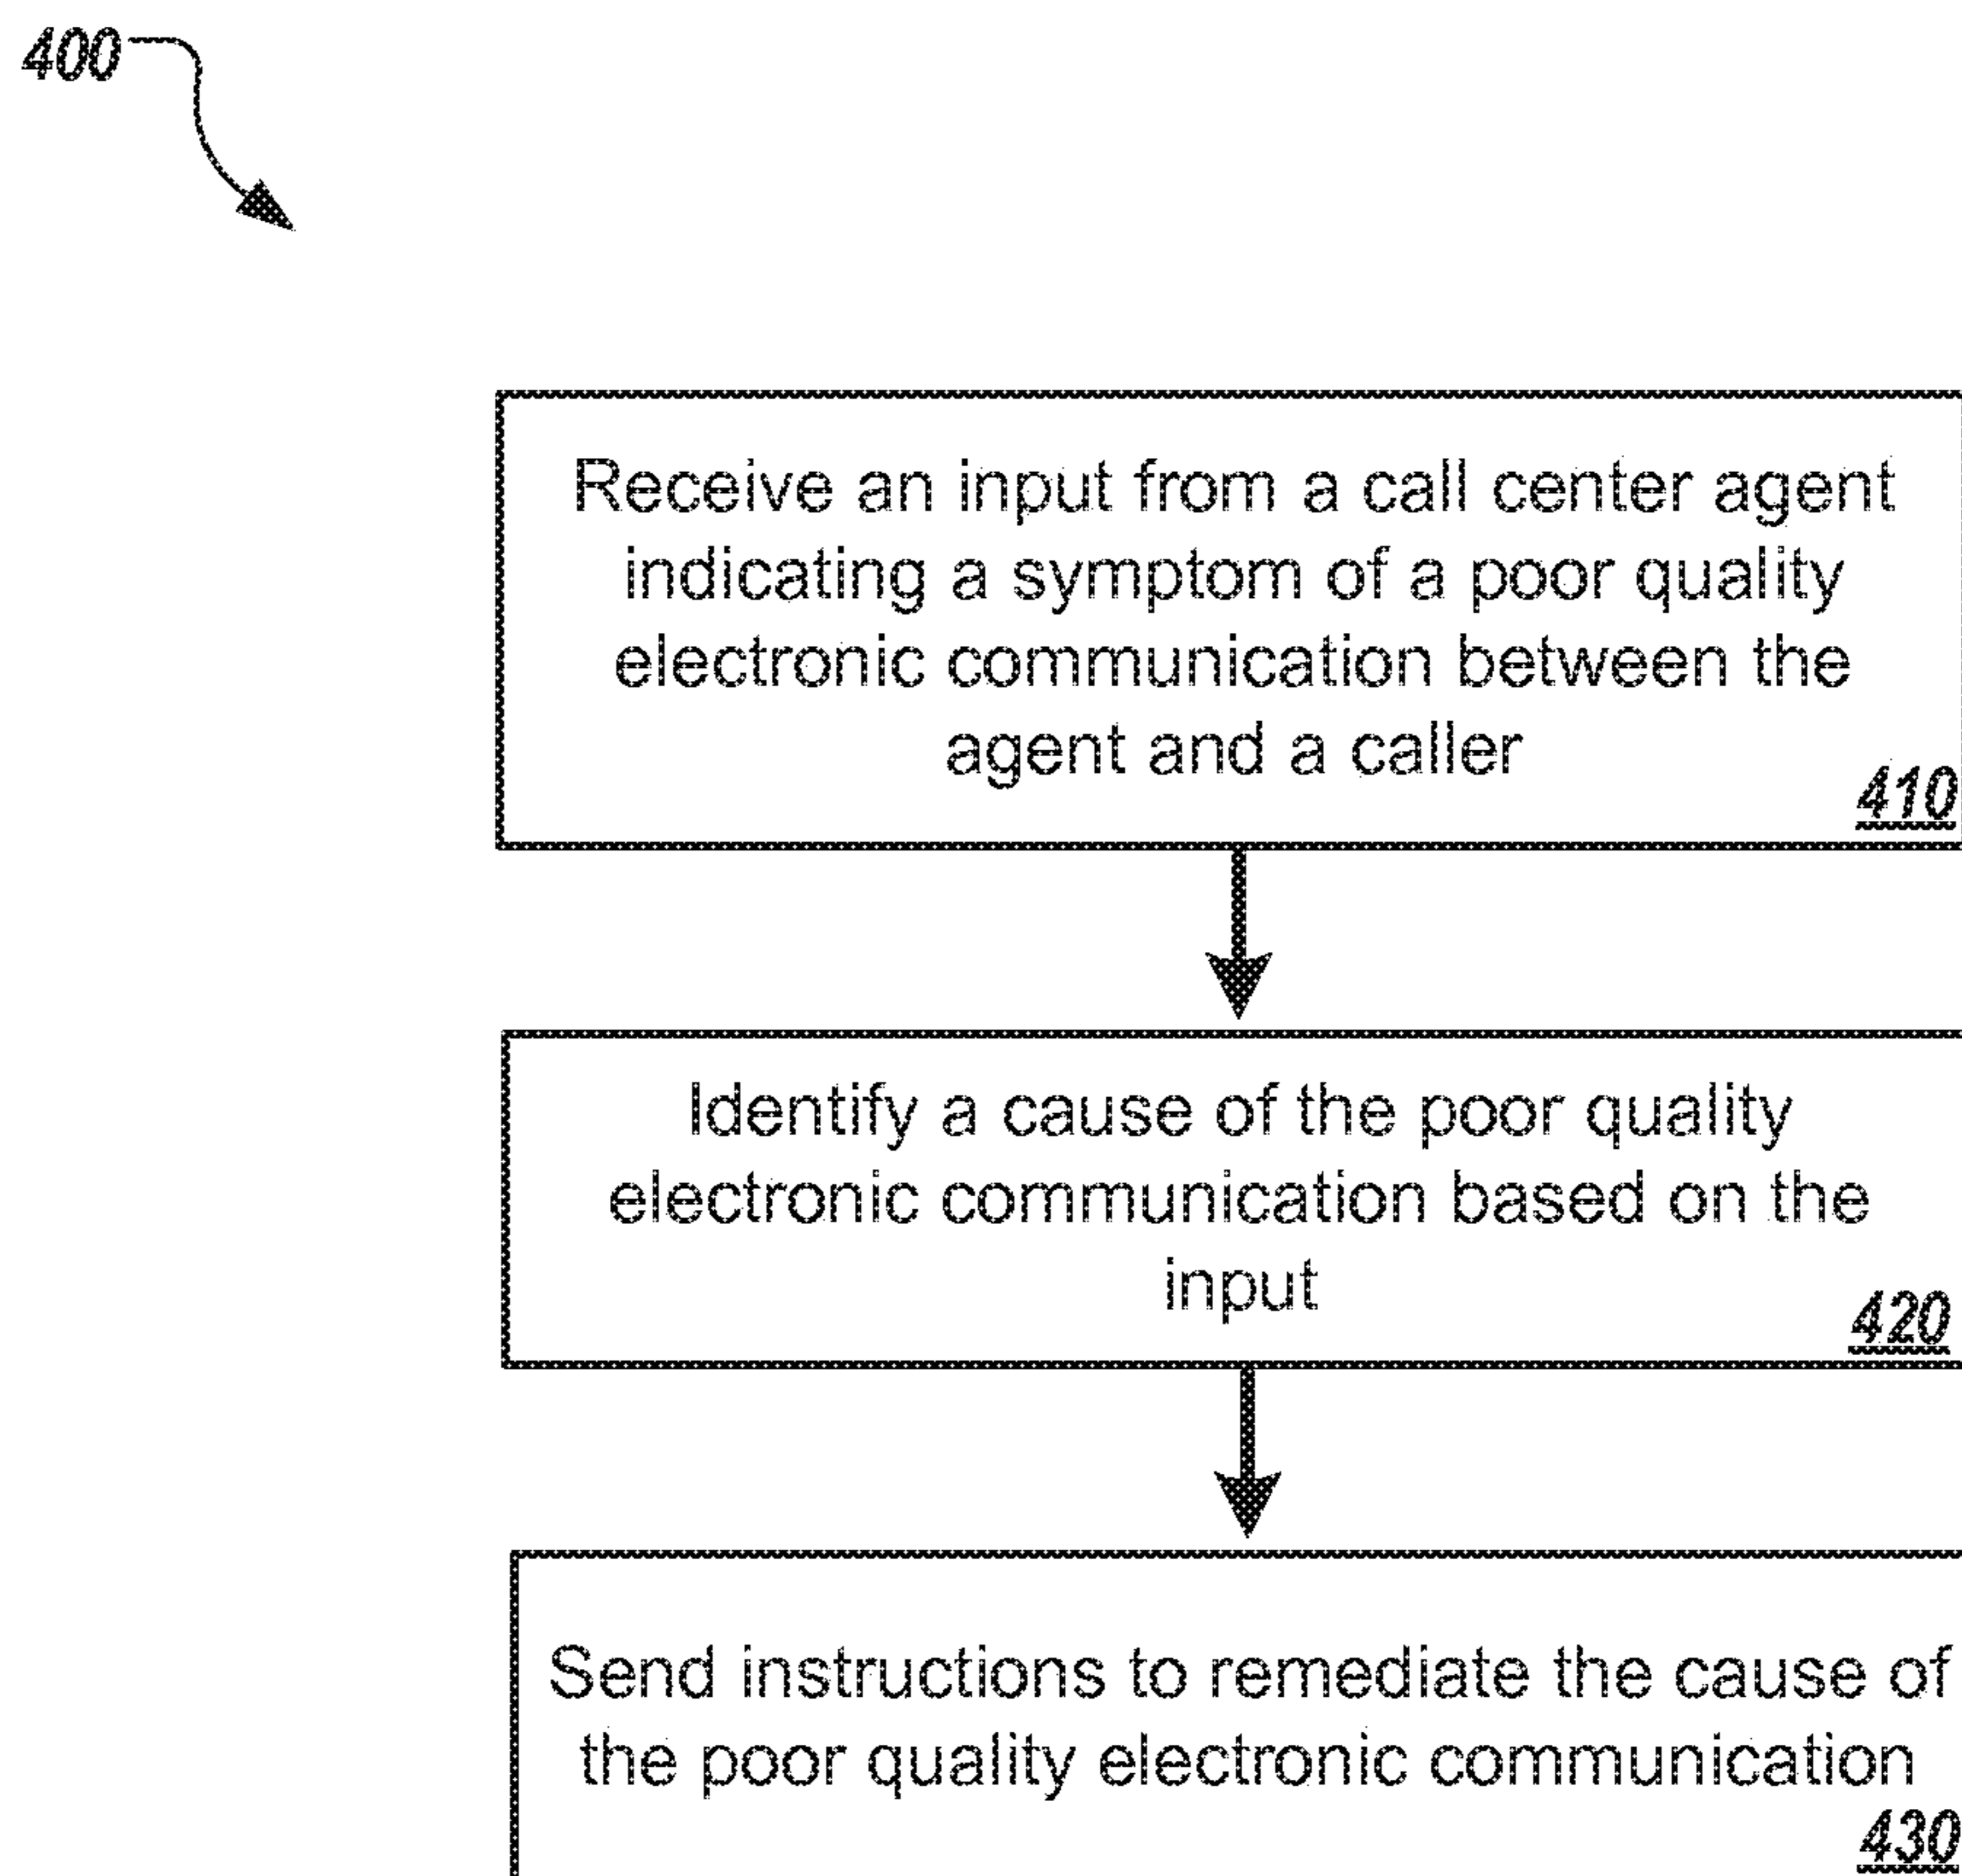 400
Receive an input from a call center agent
indicating a symptom of a poor quality
electronic communication between the
agent and a caller
410
Identify a cause of the poor quality
electronic communication based on the
input
420
Send instructions to remediate the cause of
the poor quality electronic communication
430